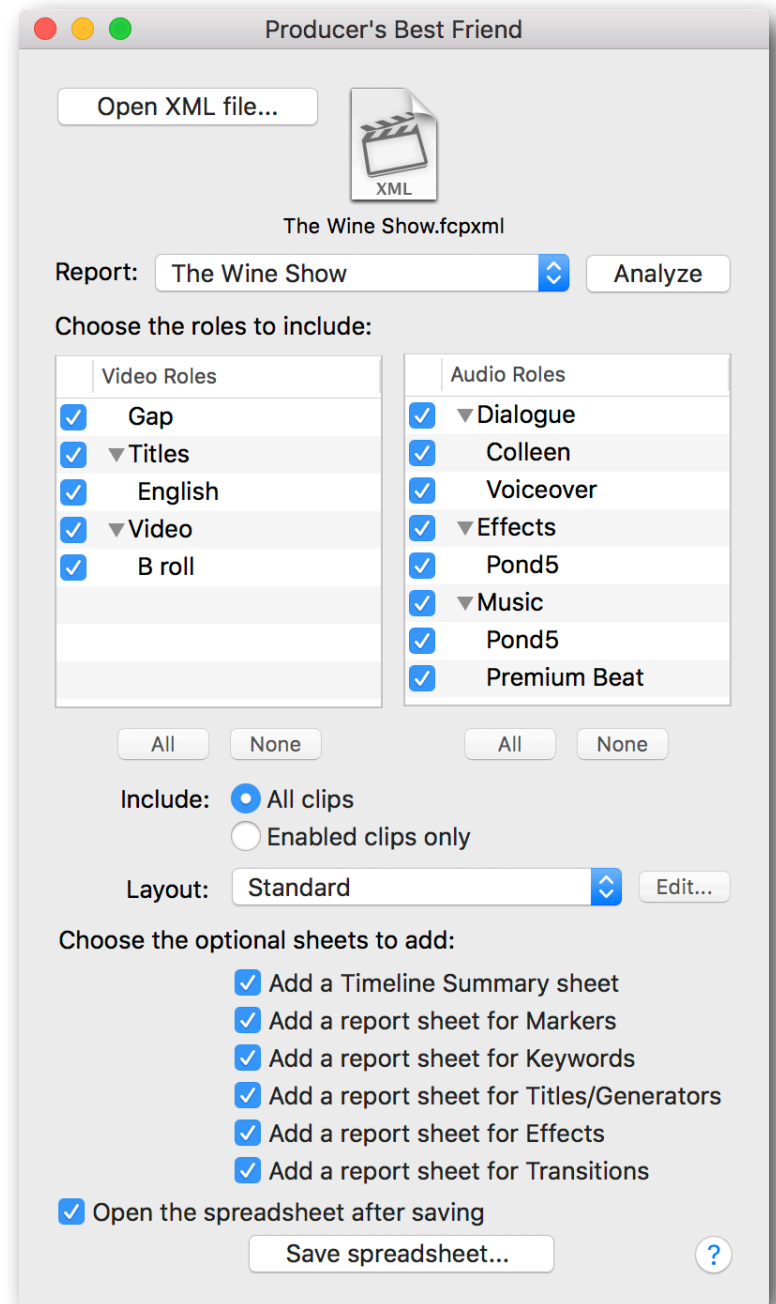 Producer's Best Friend
Open XML file...
XML
The Wine Show.fcpxml
Report: The Wine Show Analyze
Choose the roles to include:
Video Roles
Gap
Titles
English
Video
B roll
Audio Roles
Dialogue
Colleen
Voiceover
Effects
Pond5
Music
Pond5
Premium Beat
All None
All None
Include: All clips
Enabled clips only
Layout: Standard Edit...
Choose the optional sheets to add:
Add a Timeline Summary sheet
Add a report sheet for Markers
Add a report sheet for Keywords
Add a report sheet for Titles/Generators
Add a report sheet for Effects
Add a report sheet for Transitions
Open the spreadsheet after saving
Save spreadsheet... ?